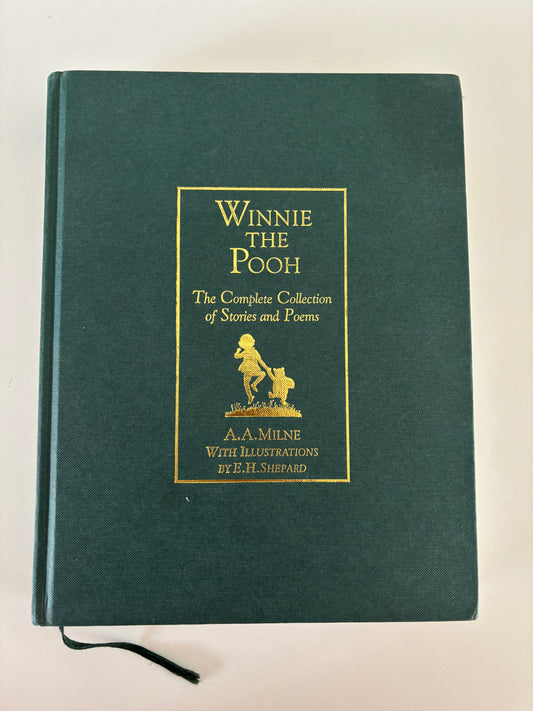 WINNIE
THE
POOH
The Complete Collection
of Stories and Poems
A.A.MILNE
WITH ILLUSTRATIONS
BY E.H.SHEPARD